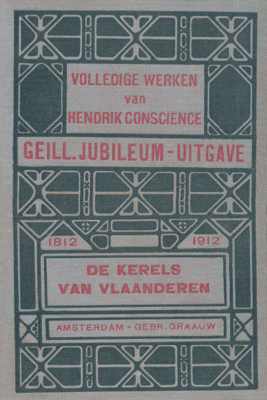 VOLLEDIGE WERKEN
van
HENDRIK CONSCIENCE
GEILL. JUBILEUM-UITGAVE
1812 1912
DE KERELS
VAN VLAANDEREN
AMSTERDAM - GEBR. GRAAUW